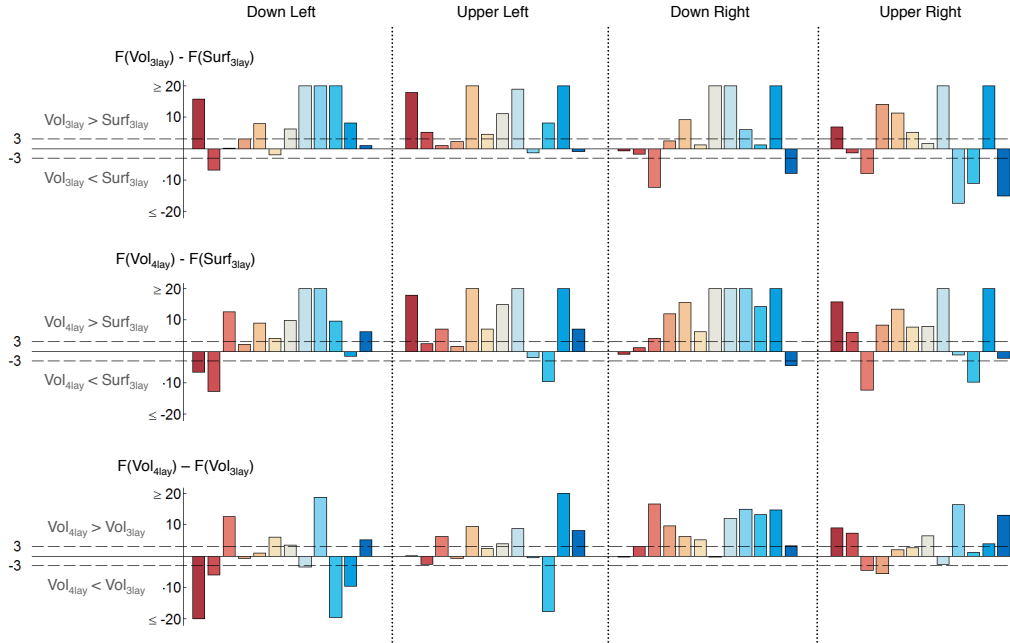 Down Left Upper Left Down Right Upper Right
F(Vol3lay) - F(Surf3lay)
≥ 20
Vol3lay > Surf3lay
10
3
-3
Vol3lay < Surf3lay
-10
≤ -20
F(Vol4lay) - F(Surf3lay)
≥ 20
Vol4lay > Surf3lay
10
3
-3
Vol4lay < Surf3lay
-10
≤ -20
F(Vol4lay) – F(Vol3lay)
≥ 20
Vol4lay > Vol3lay
10
3
-3
Vol4lay < Vol3lay
-10
≤ -20